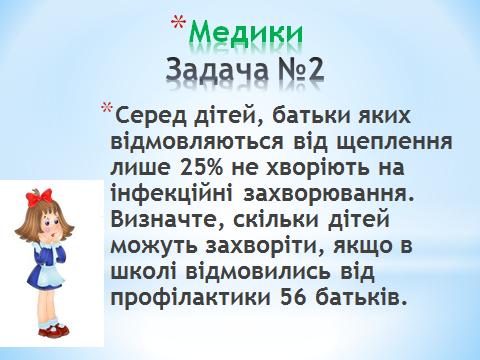 *Медики
Задача №2
*Серед дітей, батьки яких
відмовляються від щеплення
лише 25% не хворіють на
інфекційні захворювання.
Визначте, скільки дітей
можуть захворіти, якщо в
школі відмовились від
профілактики 56 батьків.